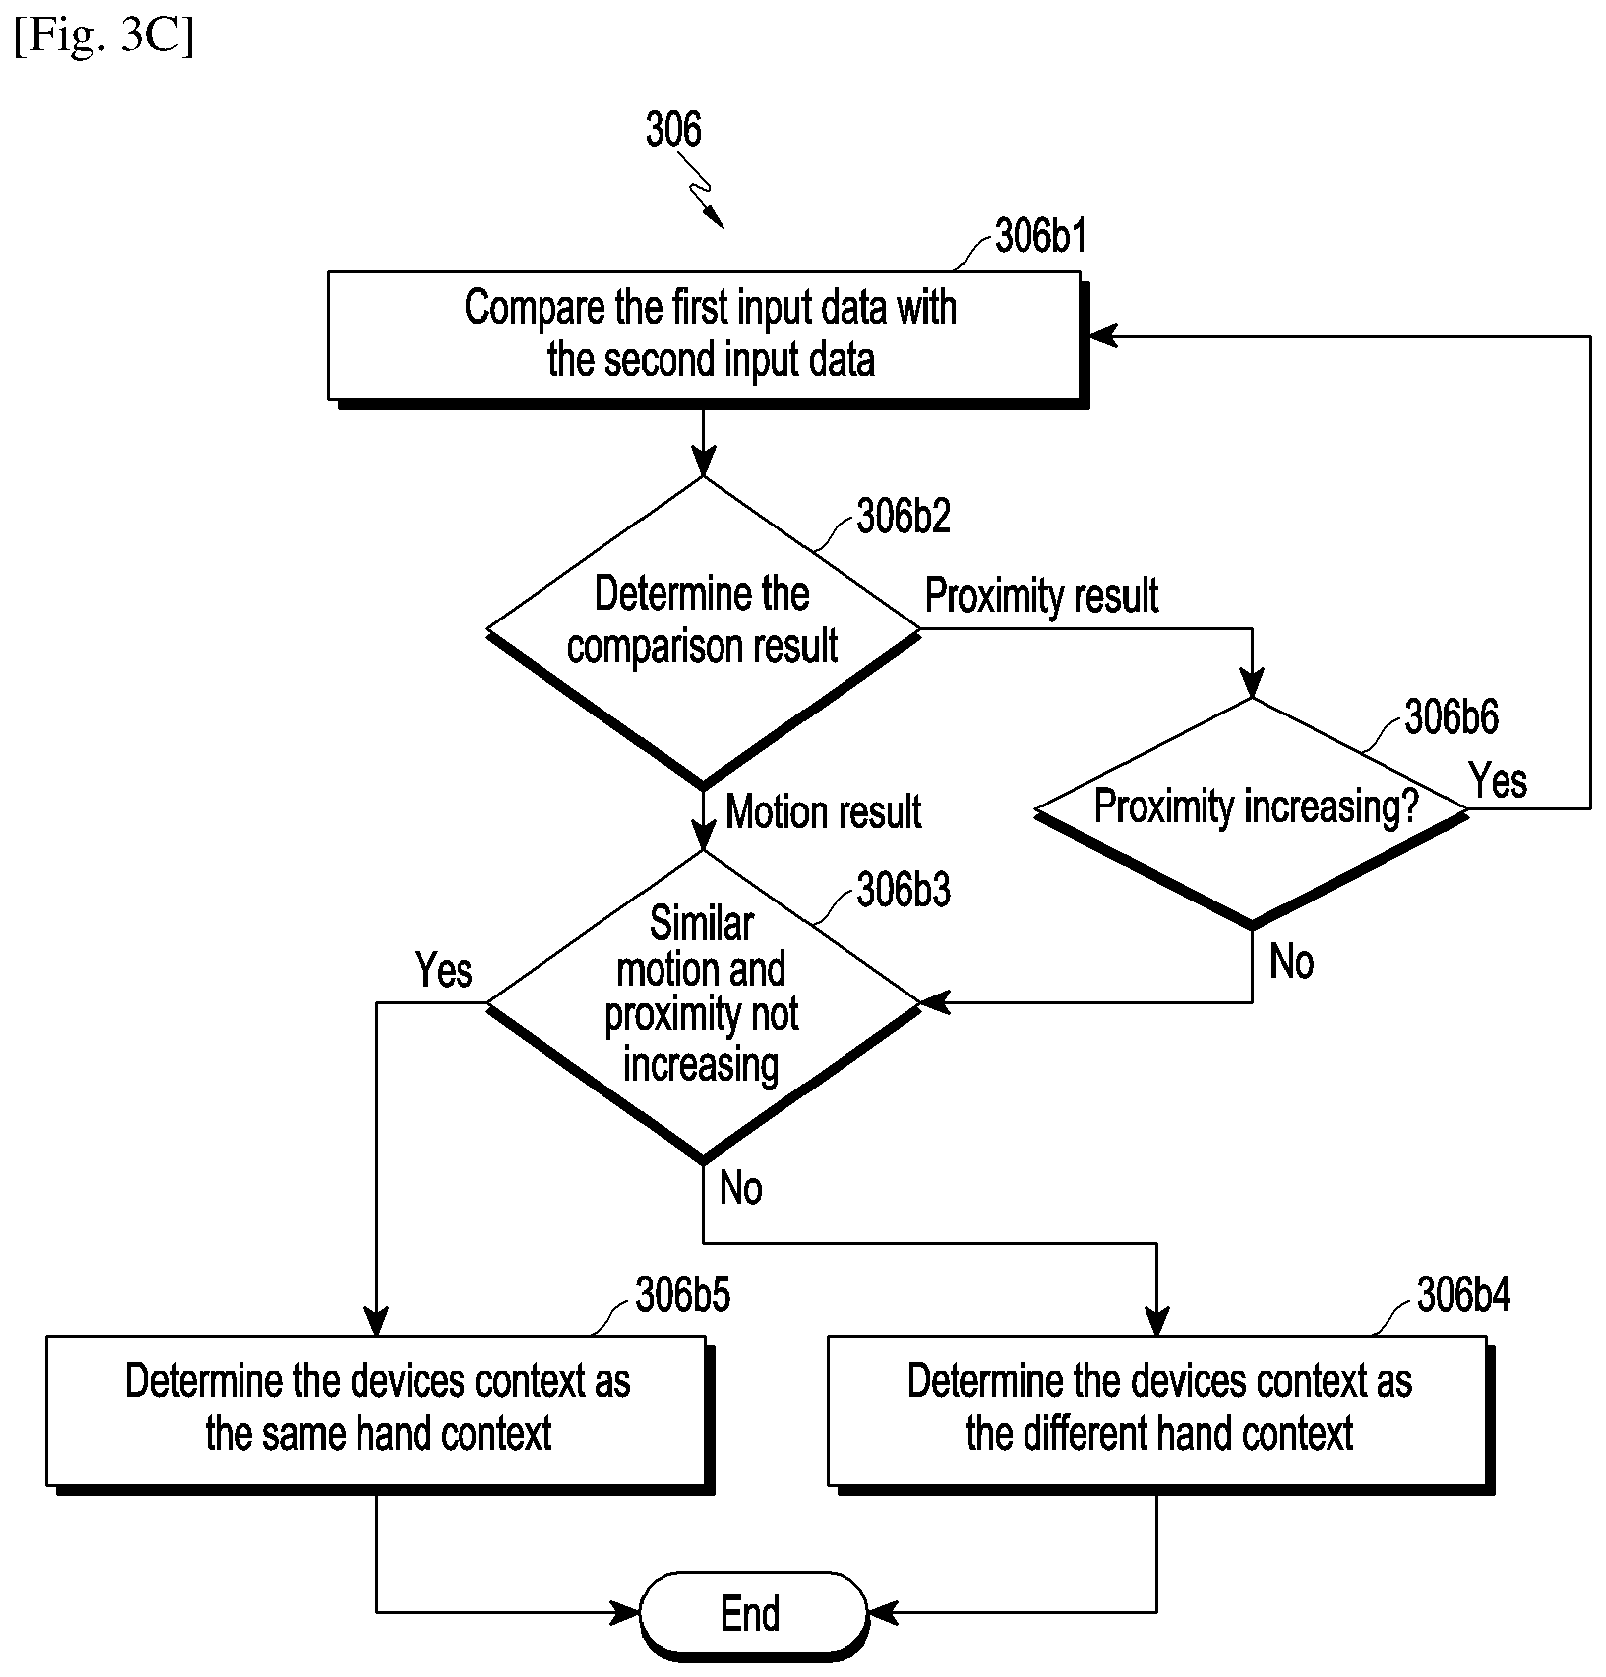 [Fig. 3C]
306
306b1
Compare the first input data with
the second input data
306b2
Determine the
comparison result
Proximity result
306b6
Proximity increasing?
Yes
Motion result
306b3
Similar
motion and
proximity not
increasing
Yes
No
No
306b5
Determine the devices context as
the same hand context
306b4
Determine the devices context as
the different hand context
End